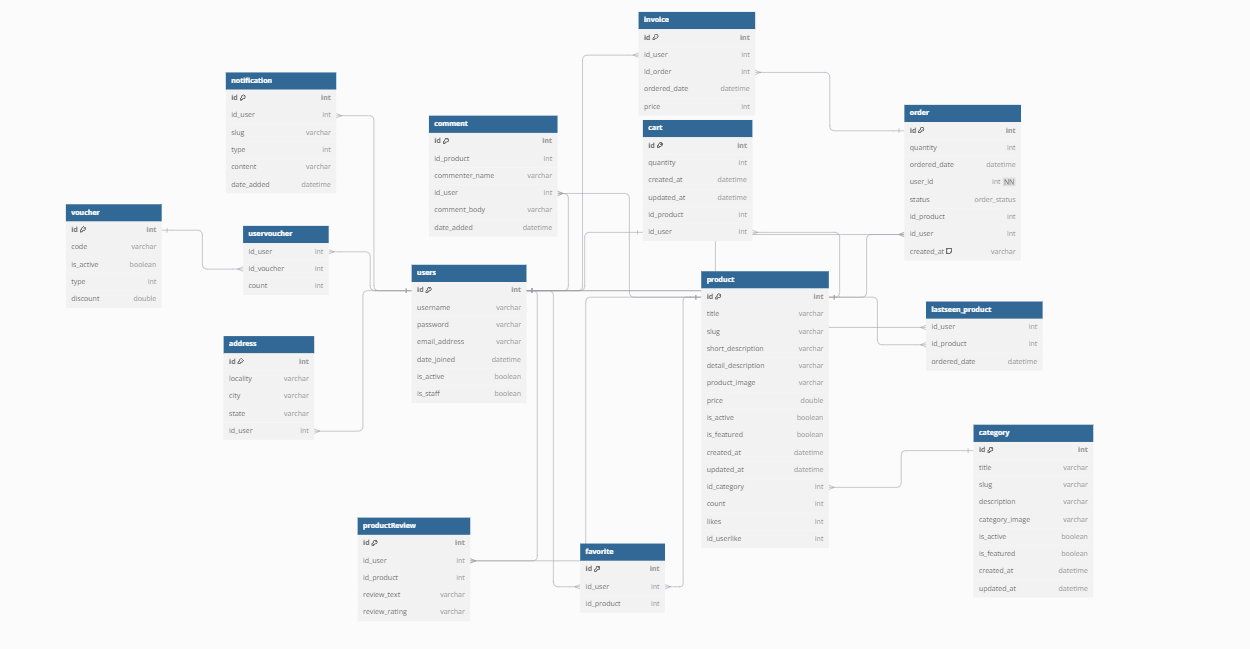 invoice
id int
id_user int
id_order int
ordered_date datetime
price int
notification
id int
id_user int
slug varchar
type int
content varchar
date_added datetime
comment
id int
id_product int
commenter_name varchar
id_user int
comment_body varchar
date_added datetime
cart
id int
quantity int
created_at datetime
updated_at datetime
id_product int
id_user int
order
id int
quantity int
ordered_date datetime
user_id int NN
status order_status
id_product int
id_user int
created_at varchar
voucher
id int
code varchar
is_active boolean
type int
discount double
uservoucher
id_user int
id_voucher int
count int
users
id int
username varchar
password varchar
email_address varchar
date_joined datetime
is_active boolean
is_staff boolean
product
id int
title varchar
slug varchar
short_description varchar
detail_description varchar
product_image varchar
price double
is_active boolean
is_featured boolean
created_at datetime
updated_at datetime
id_category int
count int
likes int
id_userlike int
lastseen_product
id_user int
id_product int
ordered_date datetime
address
id int
locality varchar
city varchar
state varchar
id_user int
category
id int
title varchar
slug varchar
description varchar
category_image varchar
is_active boolean
is_featured boolean
created_at datetime
updated_at datetime
productReview
id int
id_user int
id_product int
review_text varchar
review_rating varchar
favorite
id int
id_user int
id_product int